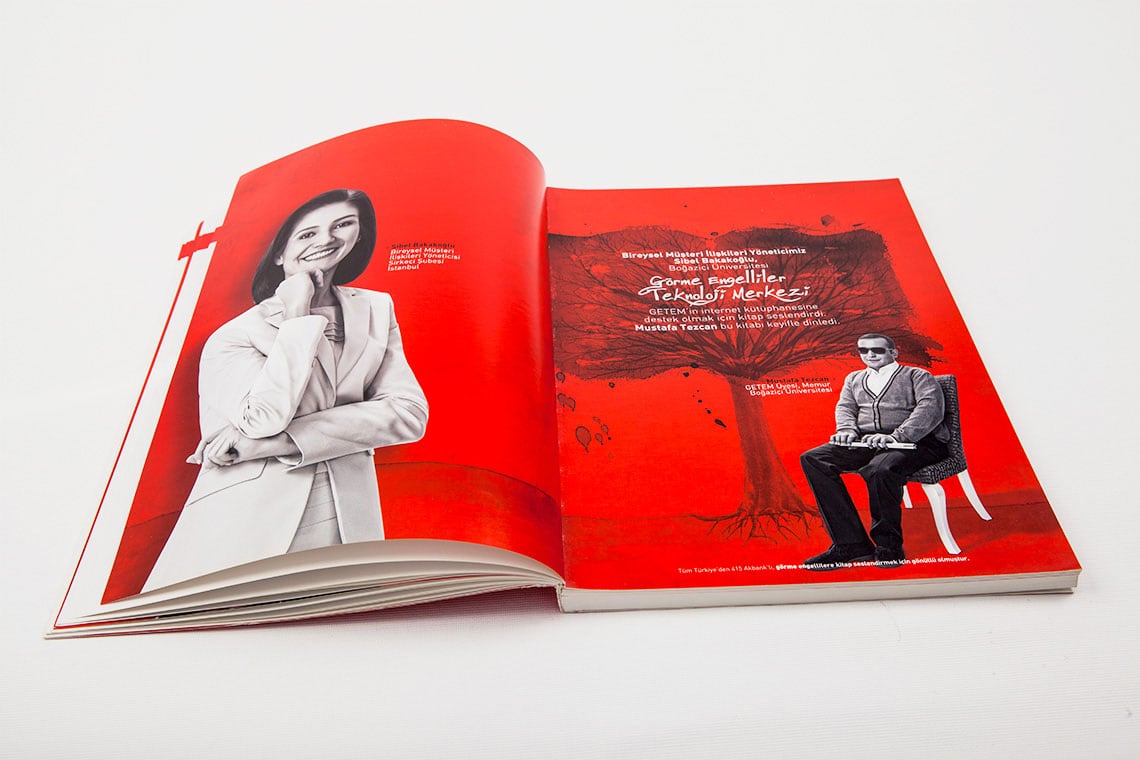 Sibel Bakakoğlu
Bireysel Müşteri
İlişkileri Yöneticisi
Sirkeci Şubesi
İstanbul
Bireysel Müşteri İlişkileri Yöneticimiz
Sibel Bakakoğlu,
Boğaziçi Üniversitesi
Görme Engelliler
Teknoloji Merkezi
GETEM'in internet kütüphanesine
destek olmak için kitap seslendirdi.
Mustafa Tezcan bu kitabı keyifle dinledi.
Mustafa Tezcan
GETEM Üyesi, Memur
Boğaziçi Üniversitesi
Tüm Türkiye'den 415 Akbank'lı, görme engellilere kitap seslendirmek için gönüllü olmuştur.